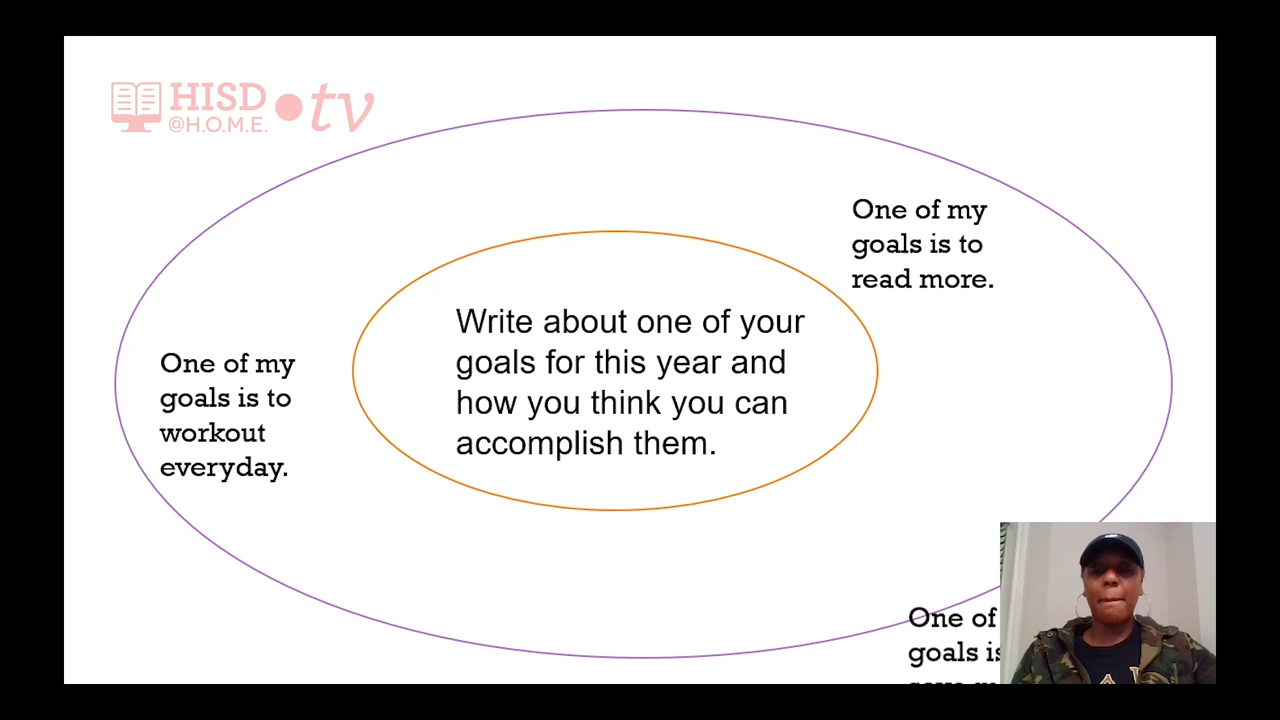 HISD
@H.O.M.E.
tv
One of my
goals is to
read more.
Write about one of your
goals for this year and
how you think you can
accomplish them.
One of my
goals is to
workout
everyday.
One of
goals is